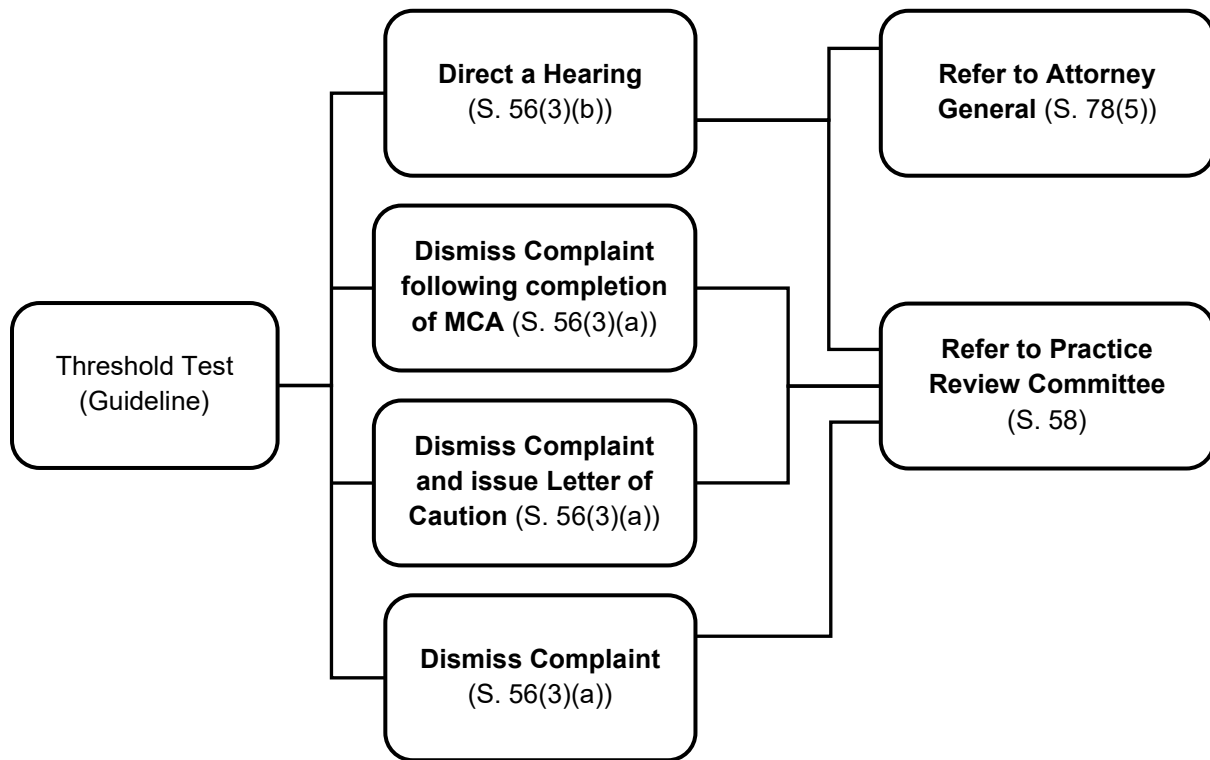 Threshold Test
(Guideline)
Direct a Hearing
(S. 56(3)(b))
Dismiss Complaint
following completion
of MCA (S. 56(3)(a))
Dismiss Complaint
and issue Letter of
Caution (S. 56(3)(a))
Dismiss Complaint
(S. 56(3)(a))
Refer to Attorney
General (S. 78(5))
Refer to Practice
Review Committee
(S. 58)